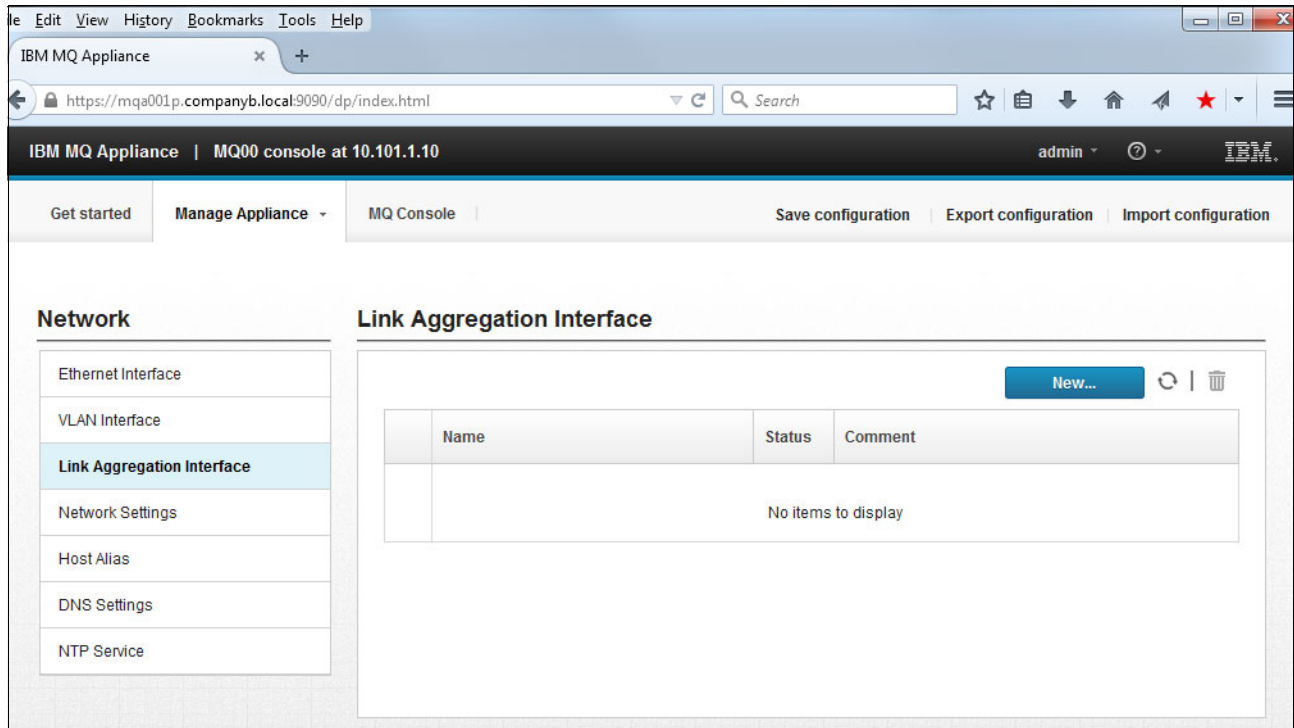 le Edit View History Bookmarks Tools Help
IBM MQ Appliance
https://mqa001p.companyb.local:9090/dp/index.html Search
IBM MQ Appliance | MQ00 console at 10.101.1.10 admin IBM.
Get started Manage Appliance MQ Console Save configuration Export configuration Import configuration
Network
Ethernet Interface
VLAN Interface
Link Aggregation Interface
Network Settings
Host Alias
DNS Settings
NTP Service
Link Aggregation Interface
New...
Name Status Comment
No items to display